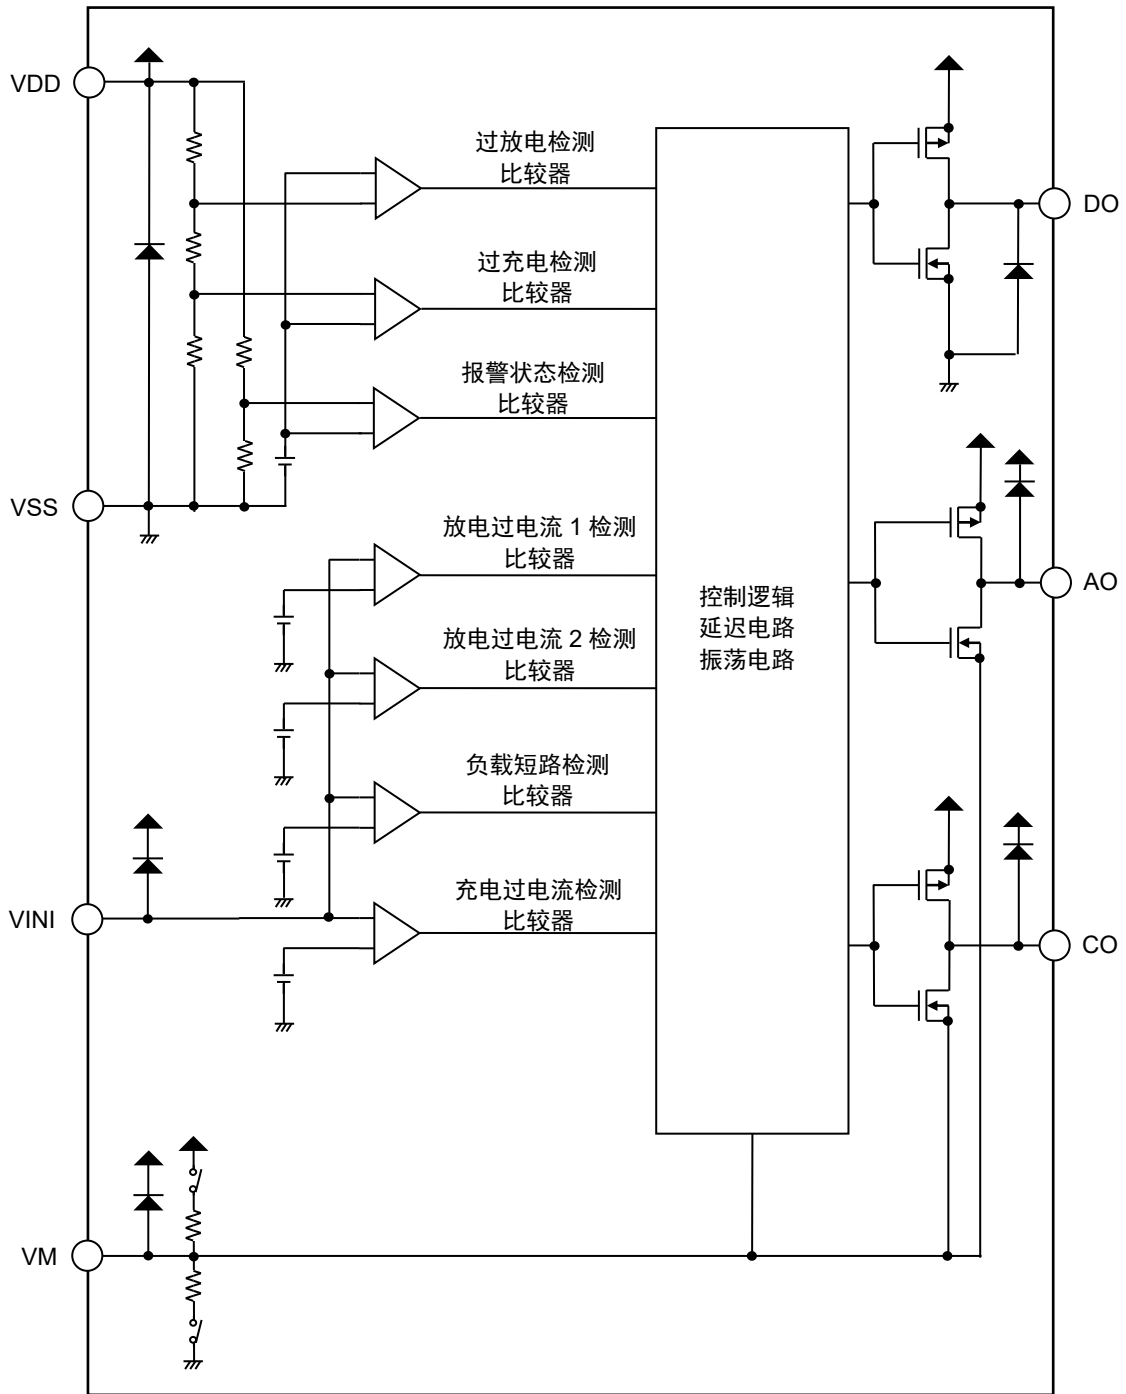 VDD
过放电检测
比较器
DO
过充电检测
比较器
报警状态检测
比较器
VSS
放电过电流 1 检测
比较器
AO
控制逻辑
延迟电路
振荡电路
放电过电流 2 检测
比较器
负载短路检测
比较器
VINI
充电过电流检测
比较器
CO
VM